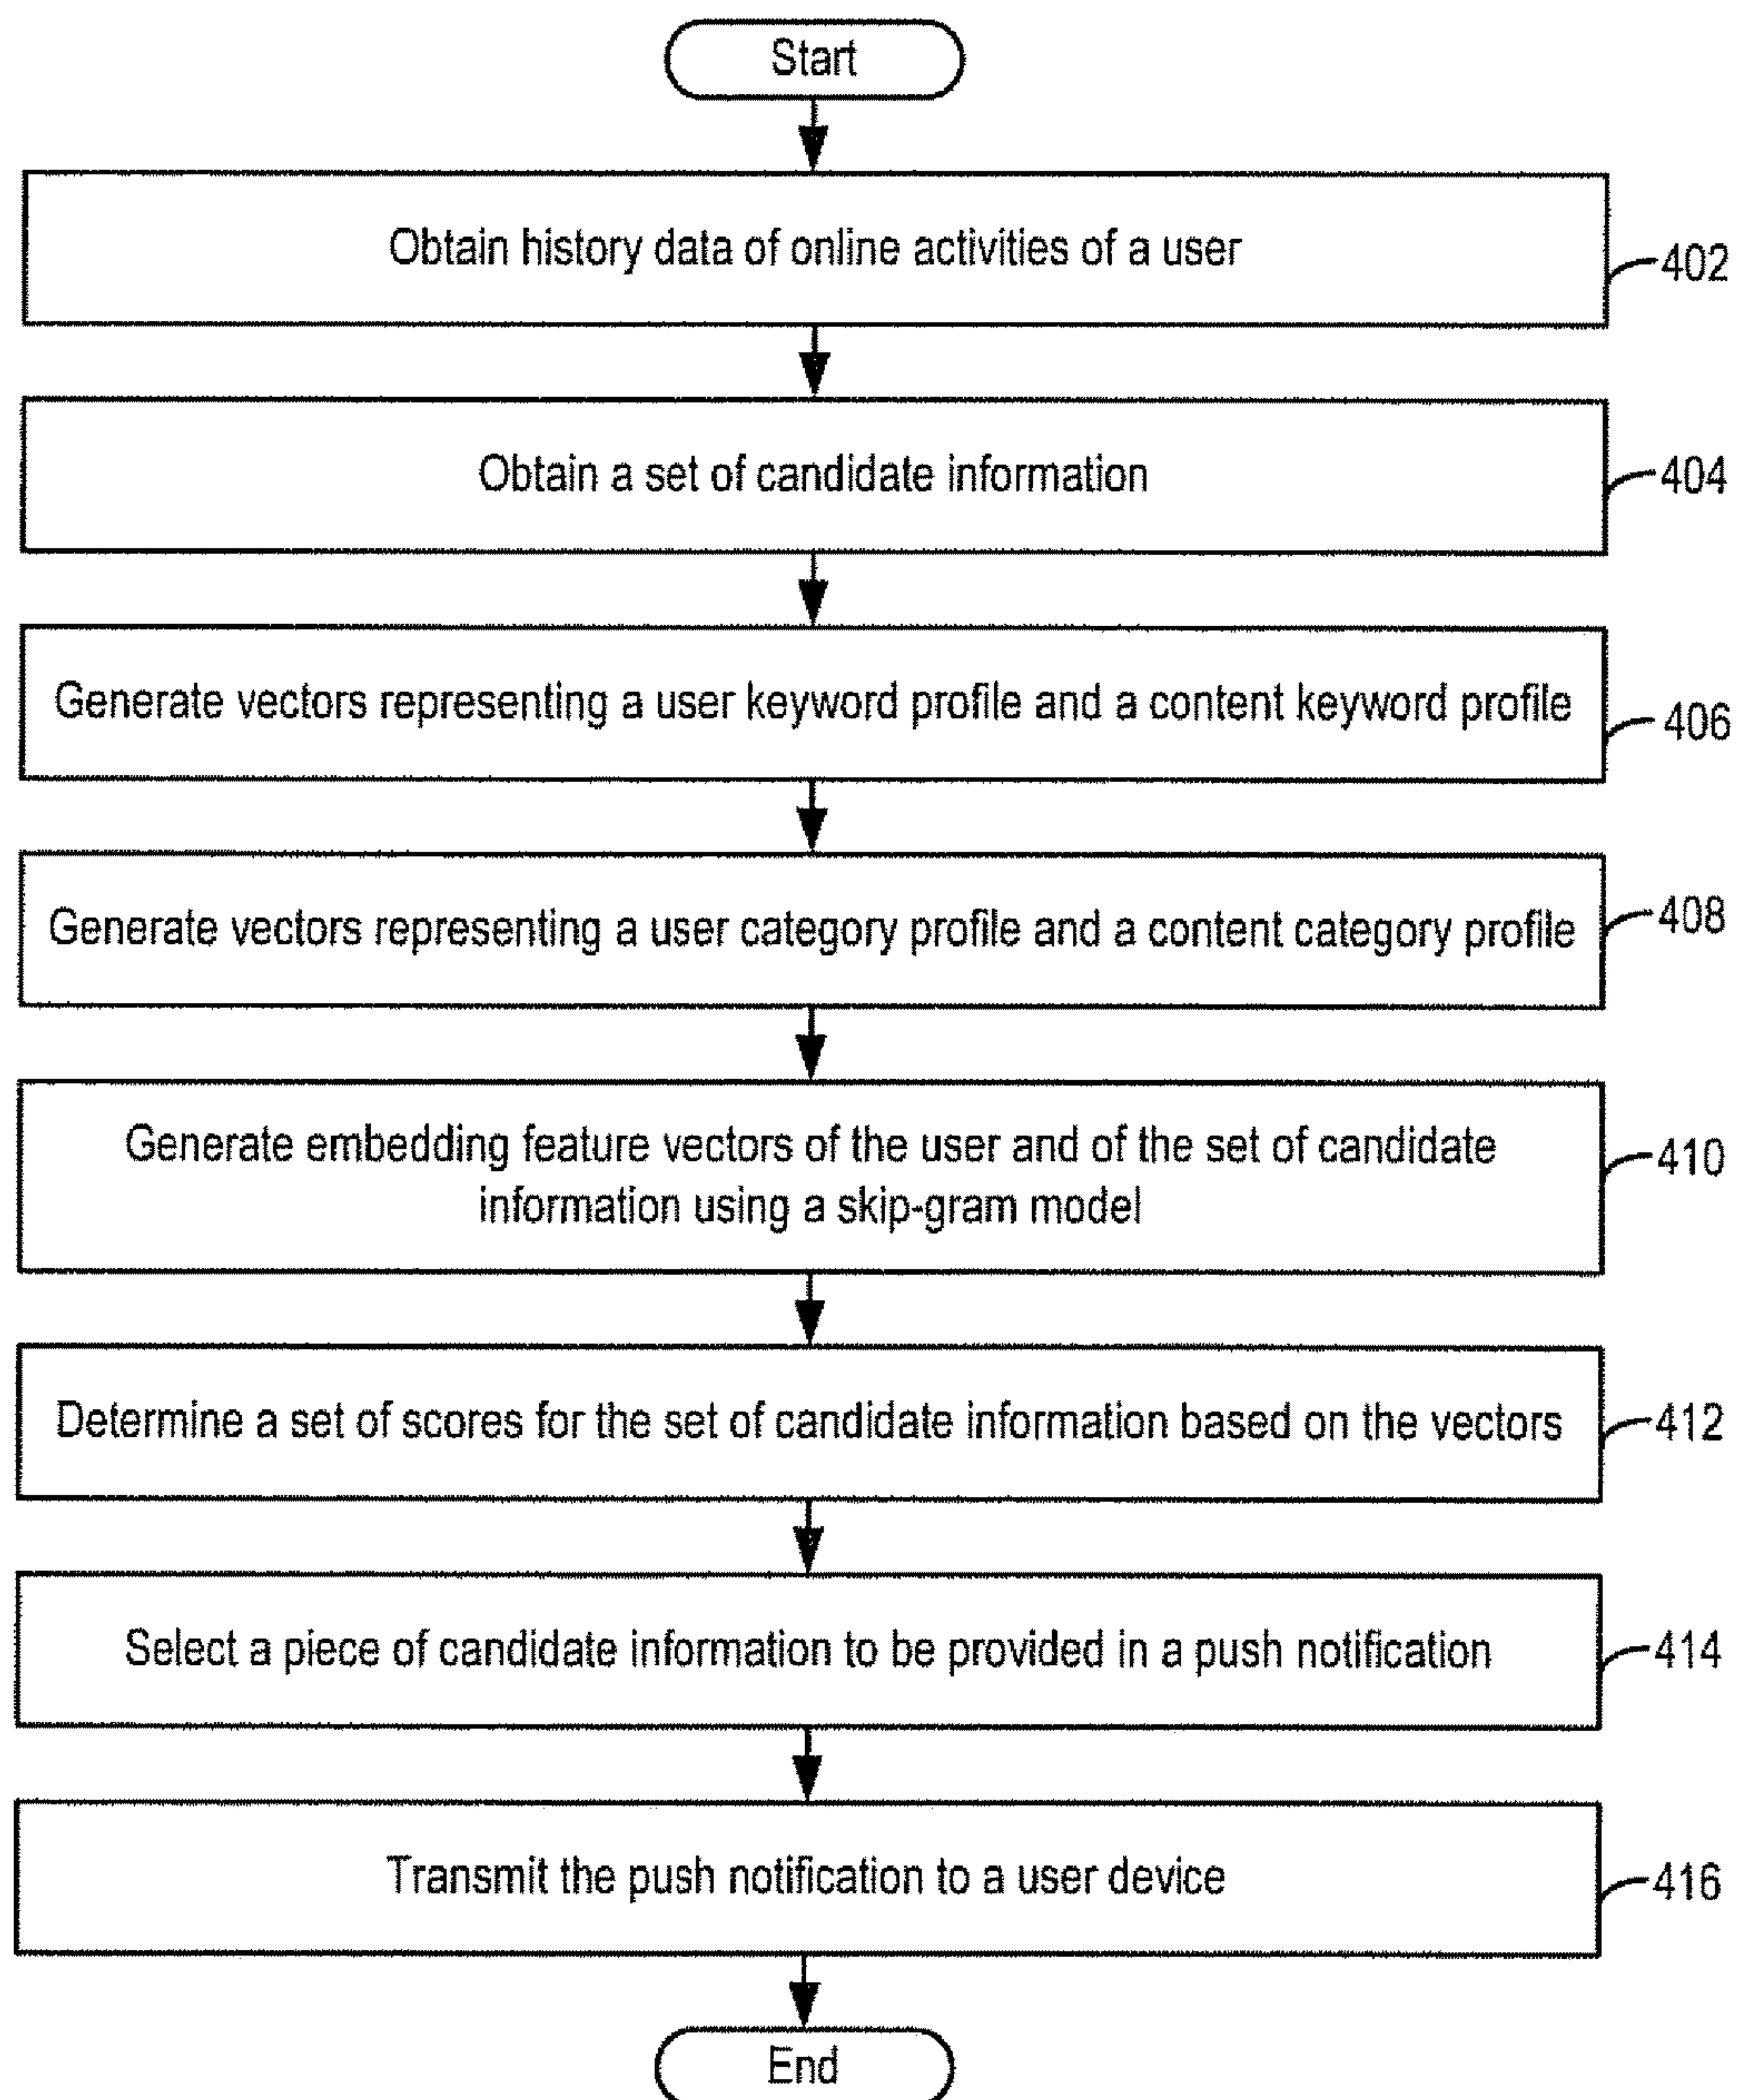 Start
Obtain history data of online activities of a user
402
Obtain a set of candidate information
404
Generate vectors representing a user keyword profile and a content keyword profile
406
Generate vectors representing a user category profile and a content category profile
408
Generate embedding feature vectors of the user and of the set of candidate
information using a skip-gram model
410
Determine a set of scores for the set of candidate information based on the vectors
412
Select a piece of candidate information to be provided in a push notification
414
Transmit the push notification to a user device
416
End